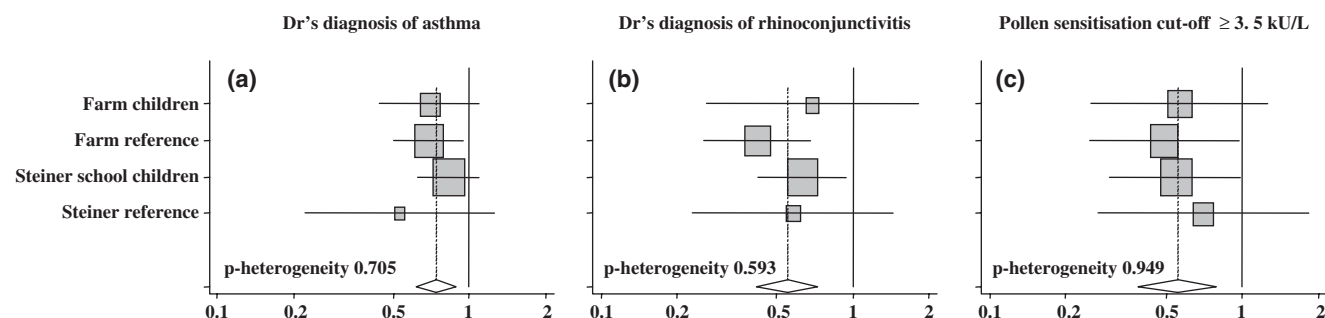 Dr's diagnosis of asthma
Dr's diagnosis of rhinoconjunctivitis
Pollen sensitisation cut-off ≥ 3. 5 kU/L
(a)
(b)
(c)
Farm children
Farm reference
Steiner school children
Steiner reference
p-heterogeneity 0.705
p-heterogeneity 0.593
p-heterogeneity 0.949
0.1 0.2 0.5 1 2
0.1 0.2 0.5 1 2
0.1 0.2 0.5 1 2